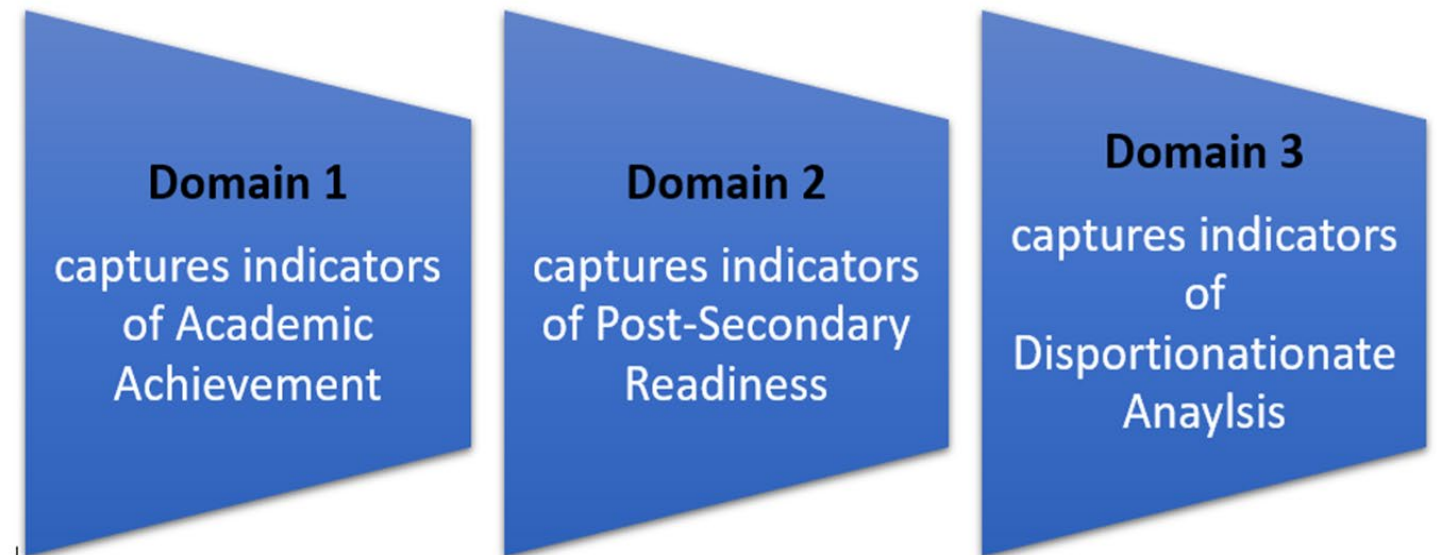 Domain 1
captures indicators
of Academic
Achievement
Domain 2
captures indicators
of Post-Secondary
Readiness
Domain 3
captures indicators
of
Disportionationate
Anaylsis